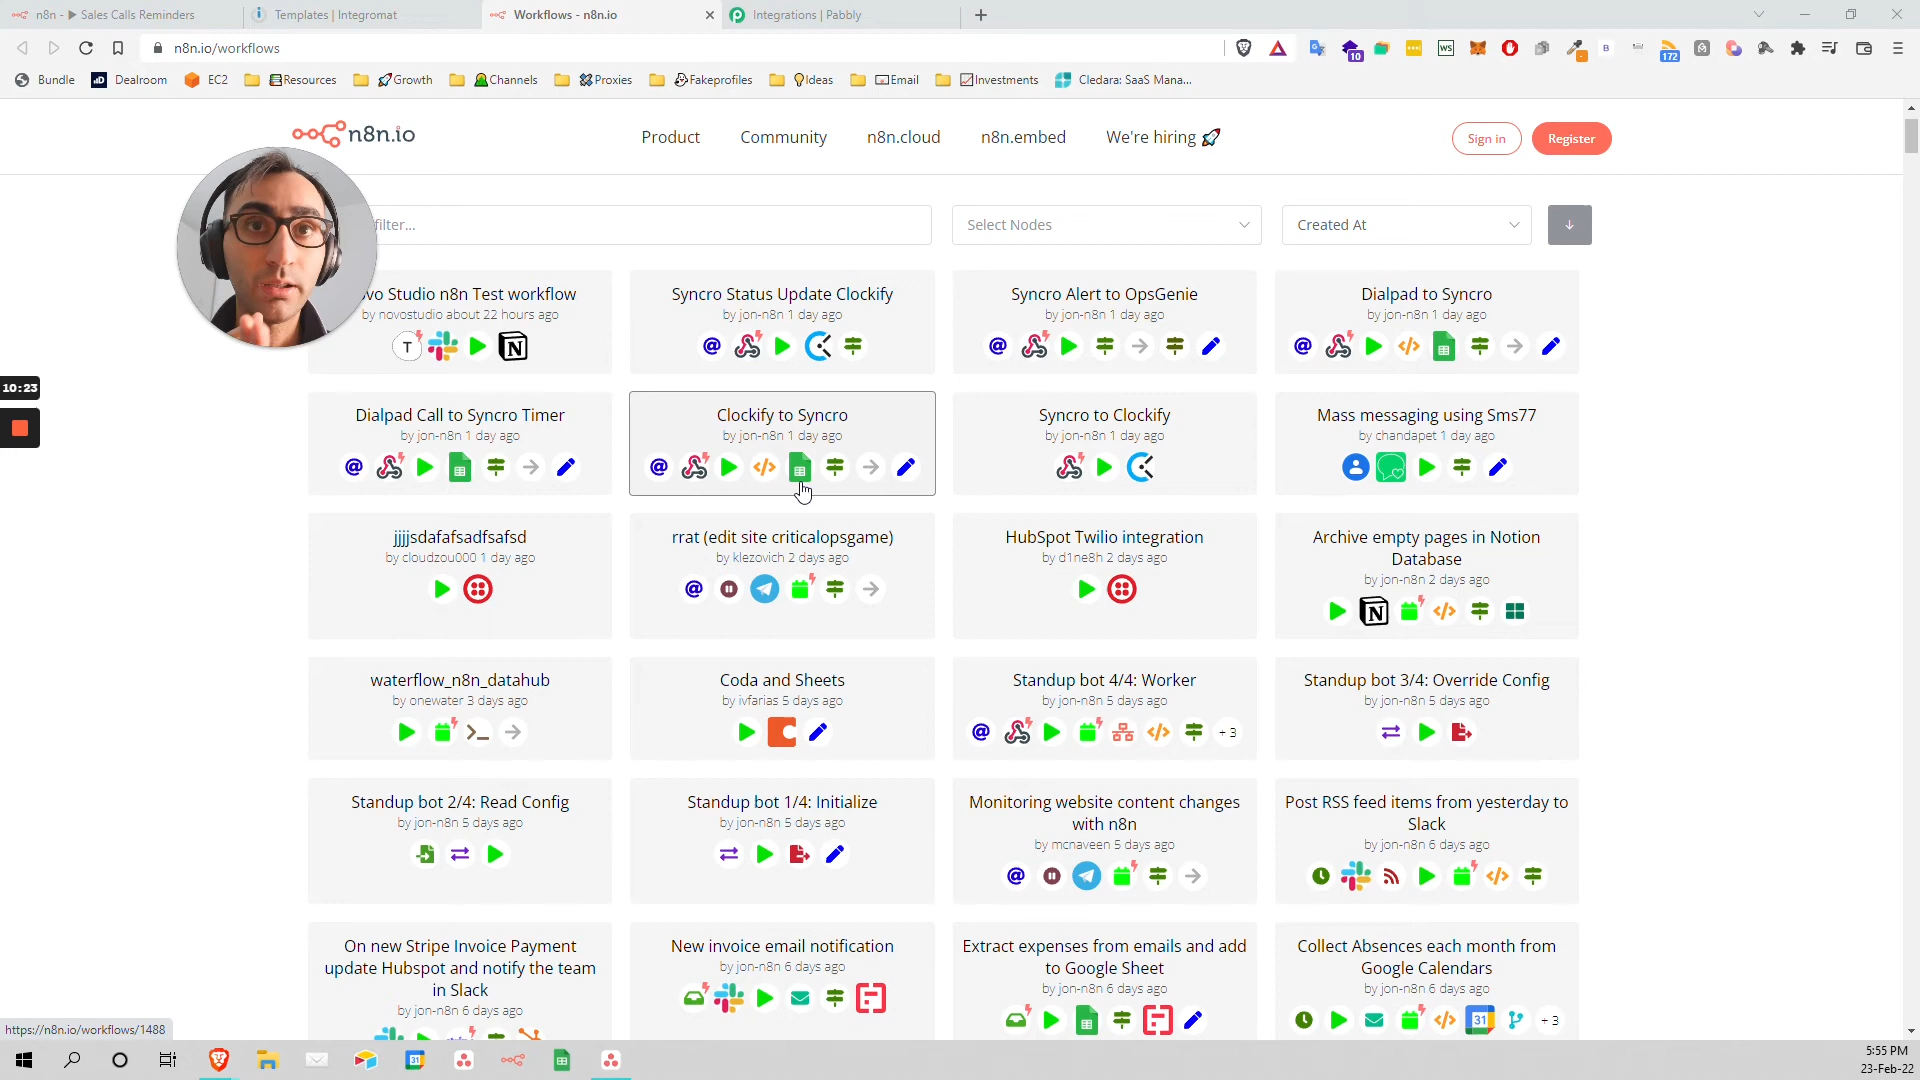 n8n - ▶ Sales Calls Reminders
Templates | Integromat
Workflows - n8n.io
Integrations | Pabbly
n8n.io/workflows
WS
10
172
B
Bundle
Dealroom
EC2
Resources
Growth
Channels
Proxies
Fakeprofiles
Ideas
Email
Investments
Cledara: SaaS Mana...
n8n.io
Product
Community
n8n.cloud
n8n.embed
We're hiring 🚀
Sign in
Register
filter...
Select Nodes
Created At
vo Studio n8n Test workflow
by novostudio about 22 hours ago
T
Syncro Status Update Clockify
by jon-n8n 1 day ago
Syncro Alert to OpsGenie
by jon-n8n 1 day ago
Dialpad to Syncro
by jon-n8n 1 day ago
10:23
Dialpad Call to Syncro Timer
by jon-n8n 1 day ago
Clockify to Syncro
by jon-n8n 1 day ago
Syncro to Clockify
by jon-n8n 1 day ago
Mass messaging using Sms77
by chandapet 1 day ago
jjjjsdafafsadfsafsd
by cloudzou000 1 day ago
rrat (edit site criticalopsgame)
by klezovich 2 days ago
HubSpot Twilio integration
by d1ne8h 2 days ago
Archive empty pages in Notion
Database
by jon-n8n 2 days ago
waterflow_n8n_datahub
by onewater 3 days ago
Coda and Sheets
by ivfarias 5 days ago
Standup bot 4/4: Worker
by jon-n8n 5 days ago
+ 3
Standup bot 3/4: Override Config
by jon-n8n 5 days ago
Standup bot 2/4: Read Config
by jon-n8n 5 days ago
Standup bot 1/4: Initialize
by jon-n8n 5 days ago
Monitoring website content changes
with n8n
by mcnaveen 5 days ago
Post RSS feed items from yesterday to
Slack
by jon-n8n 6 days ago
On new Stripe Invoice Payment
update Hubspot and notify the team
in Slack
by jon-n8n 6 days ago
New invoice email notification
by jon-n8n 6 days ago
Extract expenses from emails and add
to Google Sheet
by jon-n8n 6 days ago
Collect Absences each month from
Google Calendars
by jon-n8n 6 days ago
31
+ 3
https://n8n.io/workflows/1488
5:55 PM
23-Feb-22